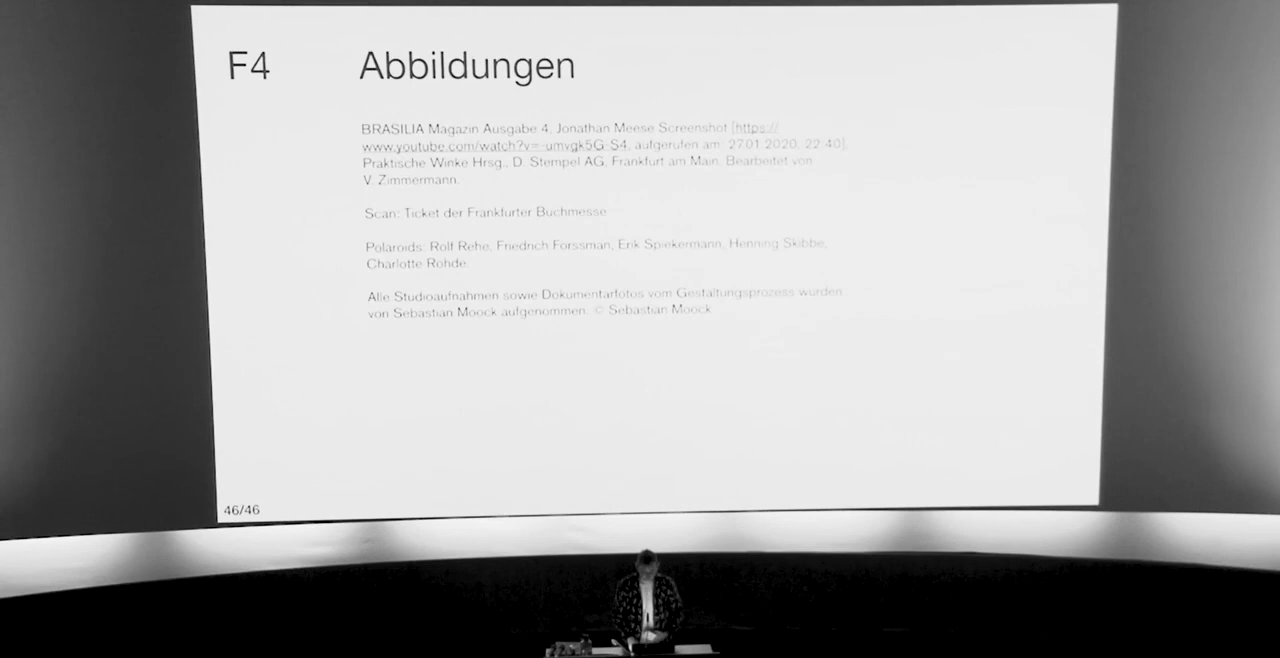 F4 Abbildungen
BRASILIA Magazin Ausgabe 4, Jonathan Meese Screenshot [https://
www.youtube.com/watch?v=-umvgk5G-S4, aufgerufen am: 27.01.2020, 22:40],
Praktische Winke Hrsg., D. Stempel AG, Frankfurt am Main. Bearbeitet von
V. Zimmermann.
Scan: Ticket der Frankfurter Buchmesse
Polaroids: Rolf Rehe, Friedrich Forssman, Erik Spiekermann, Henning Skibbe,
Charlotte Rohde.
Alle Studioaufnahmen sowie Dokumentarfotos vom Gestaltungsprozess wurden
von Sebastian Moock aufgenommen. © Sebastian Moock
46/46